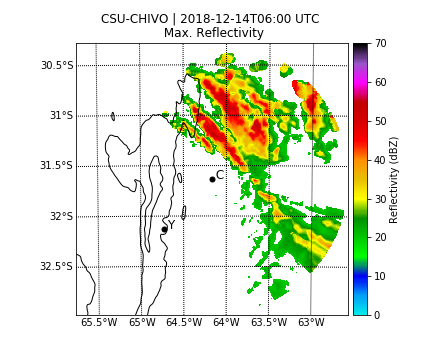 CSU-CHIVO | 2018-12-14T06:00 UTC
Max. Reflectivity
30.5°S
31°S
31.5°S
32°S
32.5°S
65.5°W 65°W 64.5°W 64°W 63.5°W 63°W
C
Y
70
60
50
40
30
20
10
0
Reflectivity (dBZ)